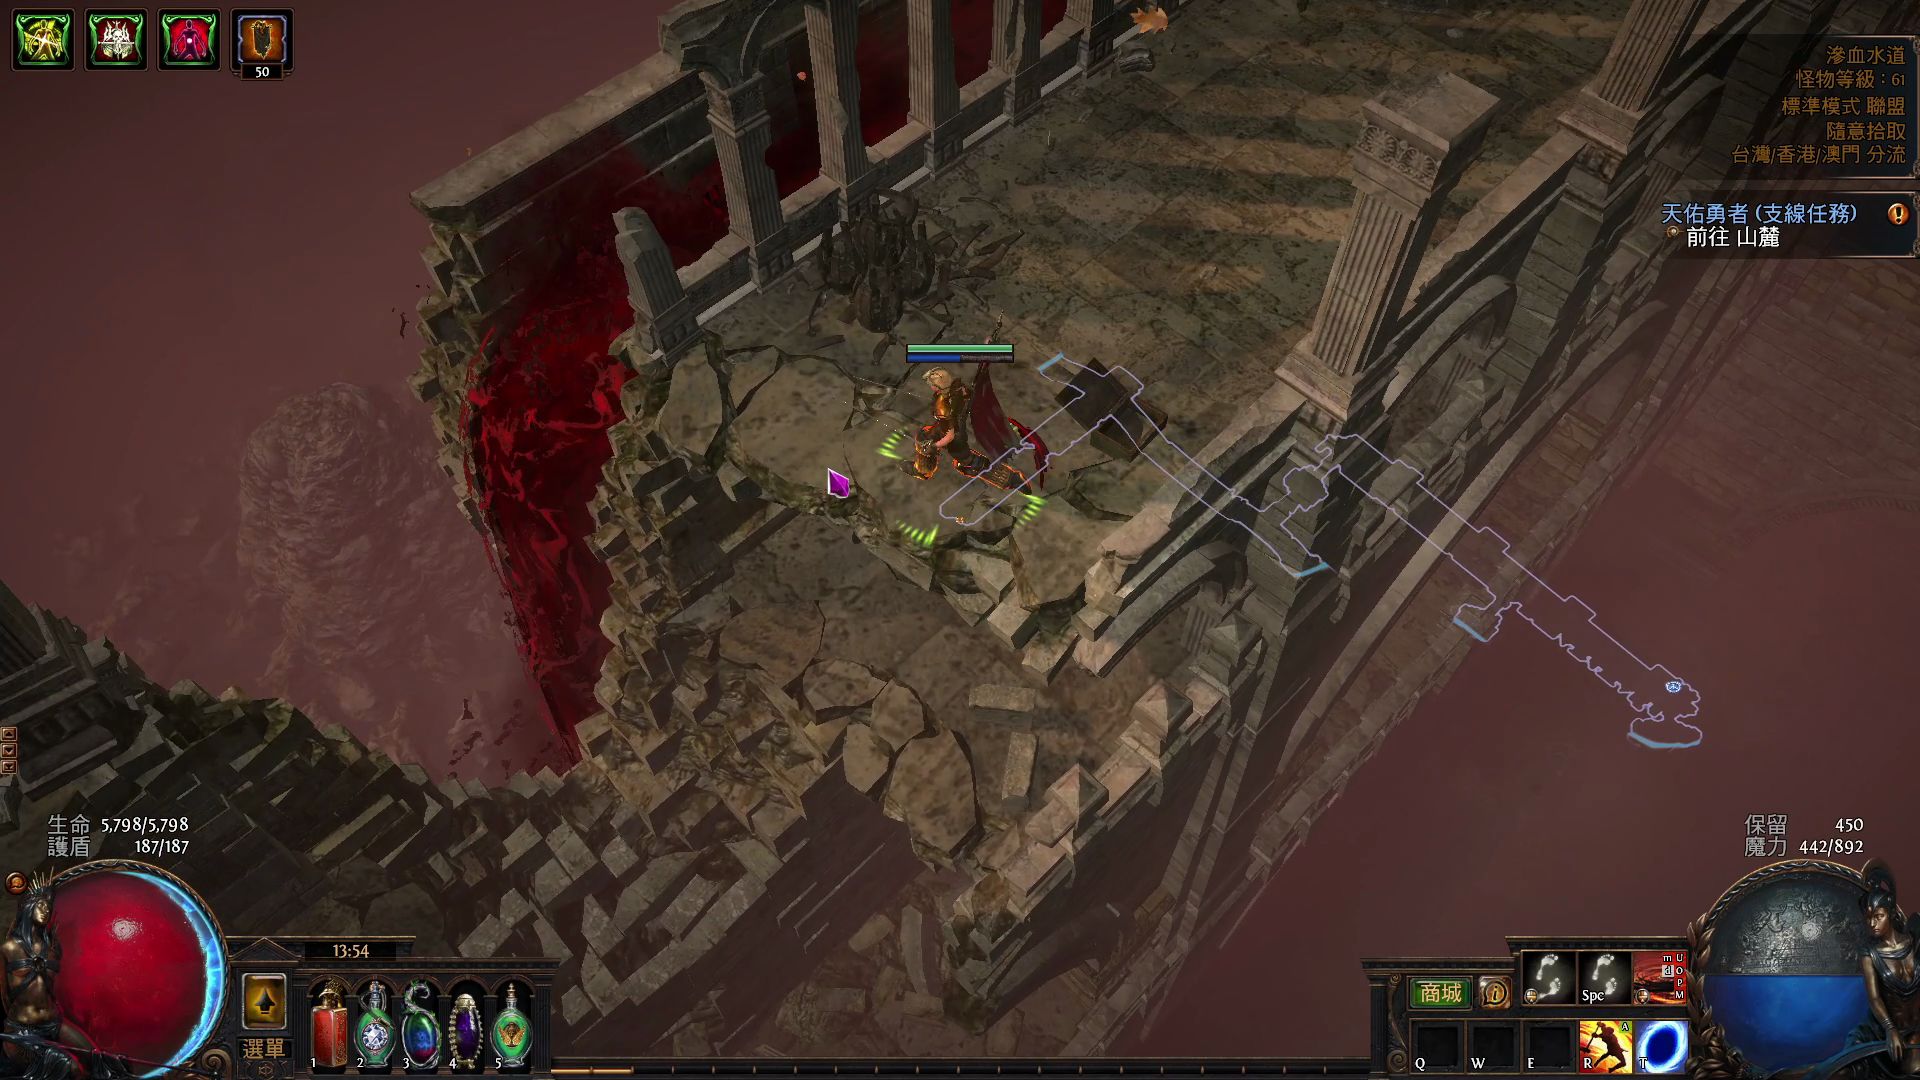 50
滲血水道
怪物等級：61
標準模式 聯盟
隨意拾取
台灣/香港/澳門 分流
天佑勇者 (支線任務)
前往 山麓
生命 5,798/5,798
護盾 187/187
保留 450
魔力 442/892
13:54
選單
1 2 3 4 5
商城
Spc
Q W E R T
A